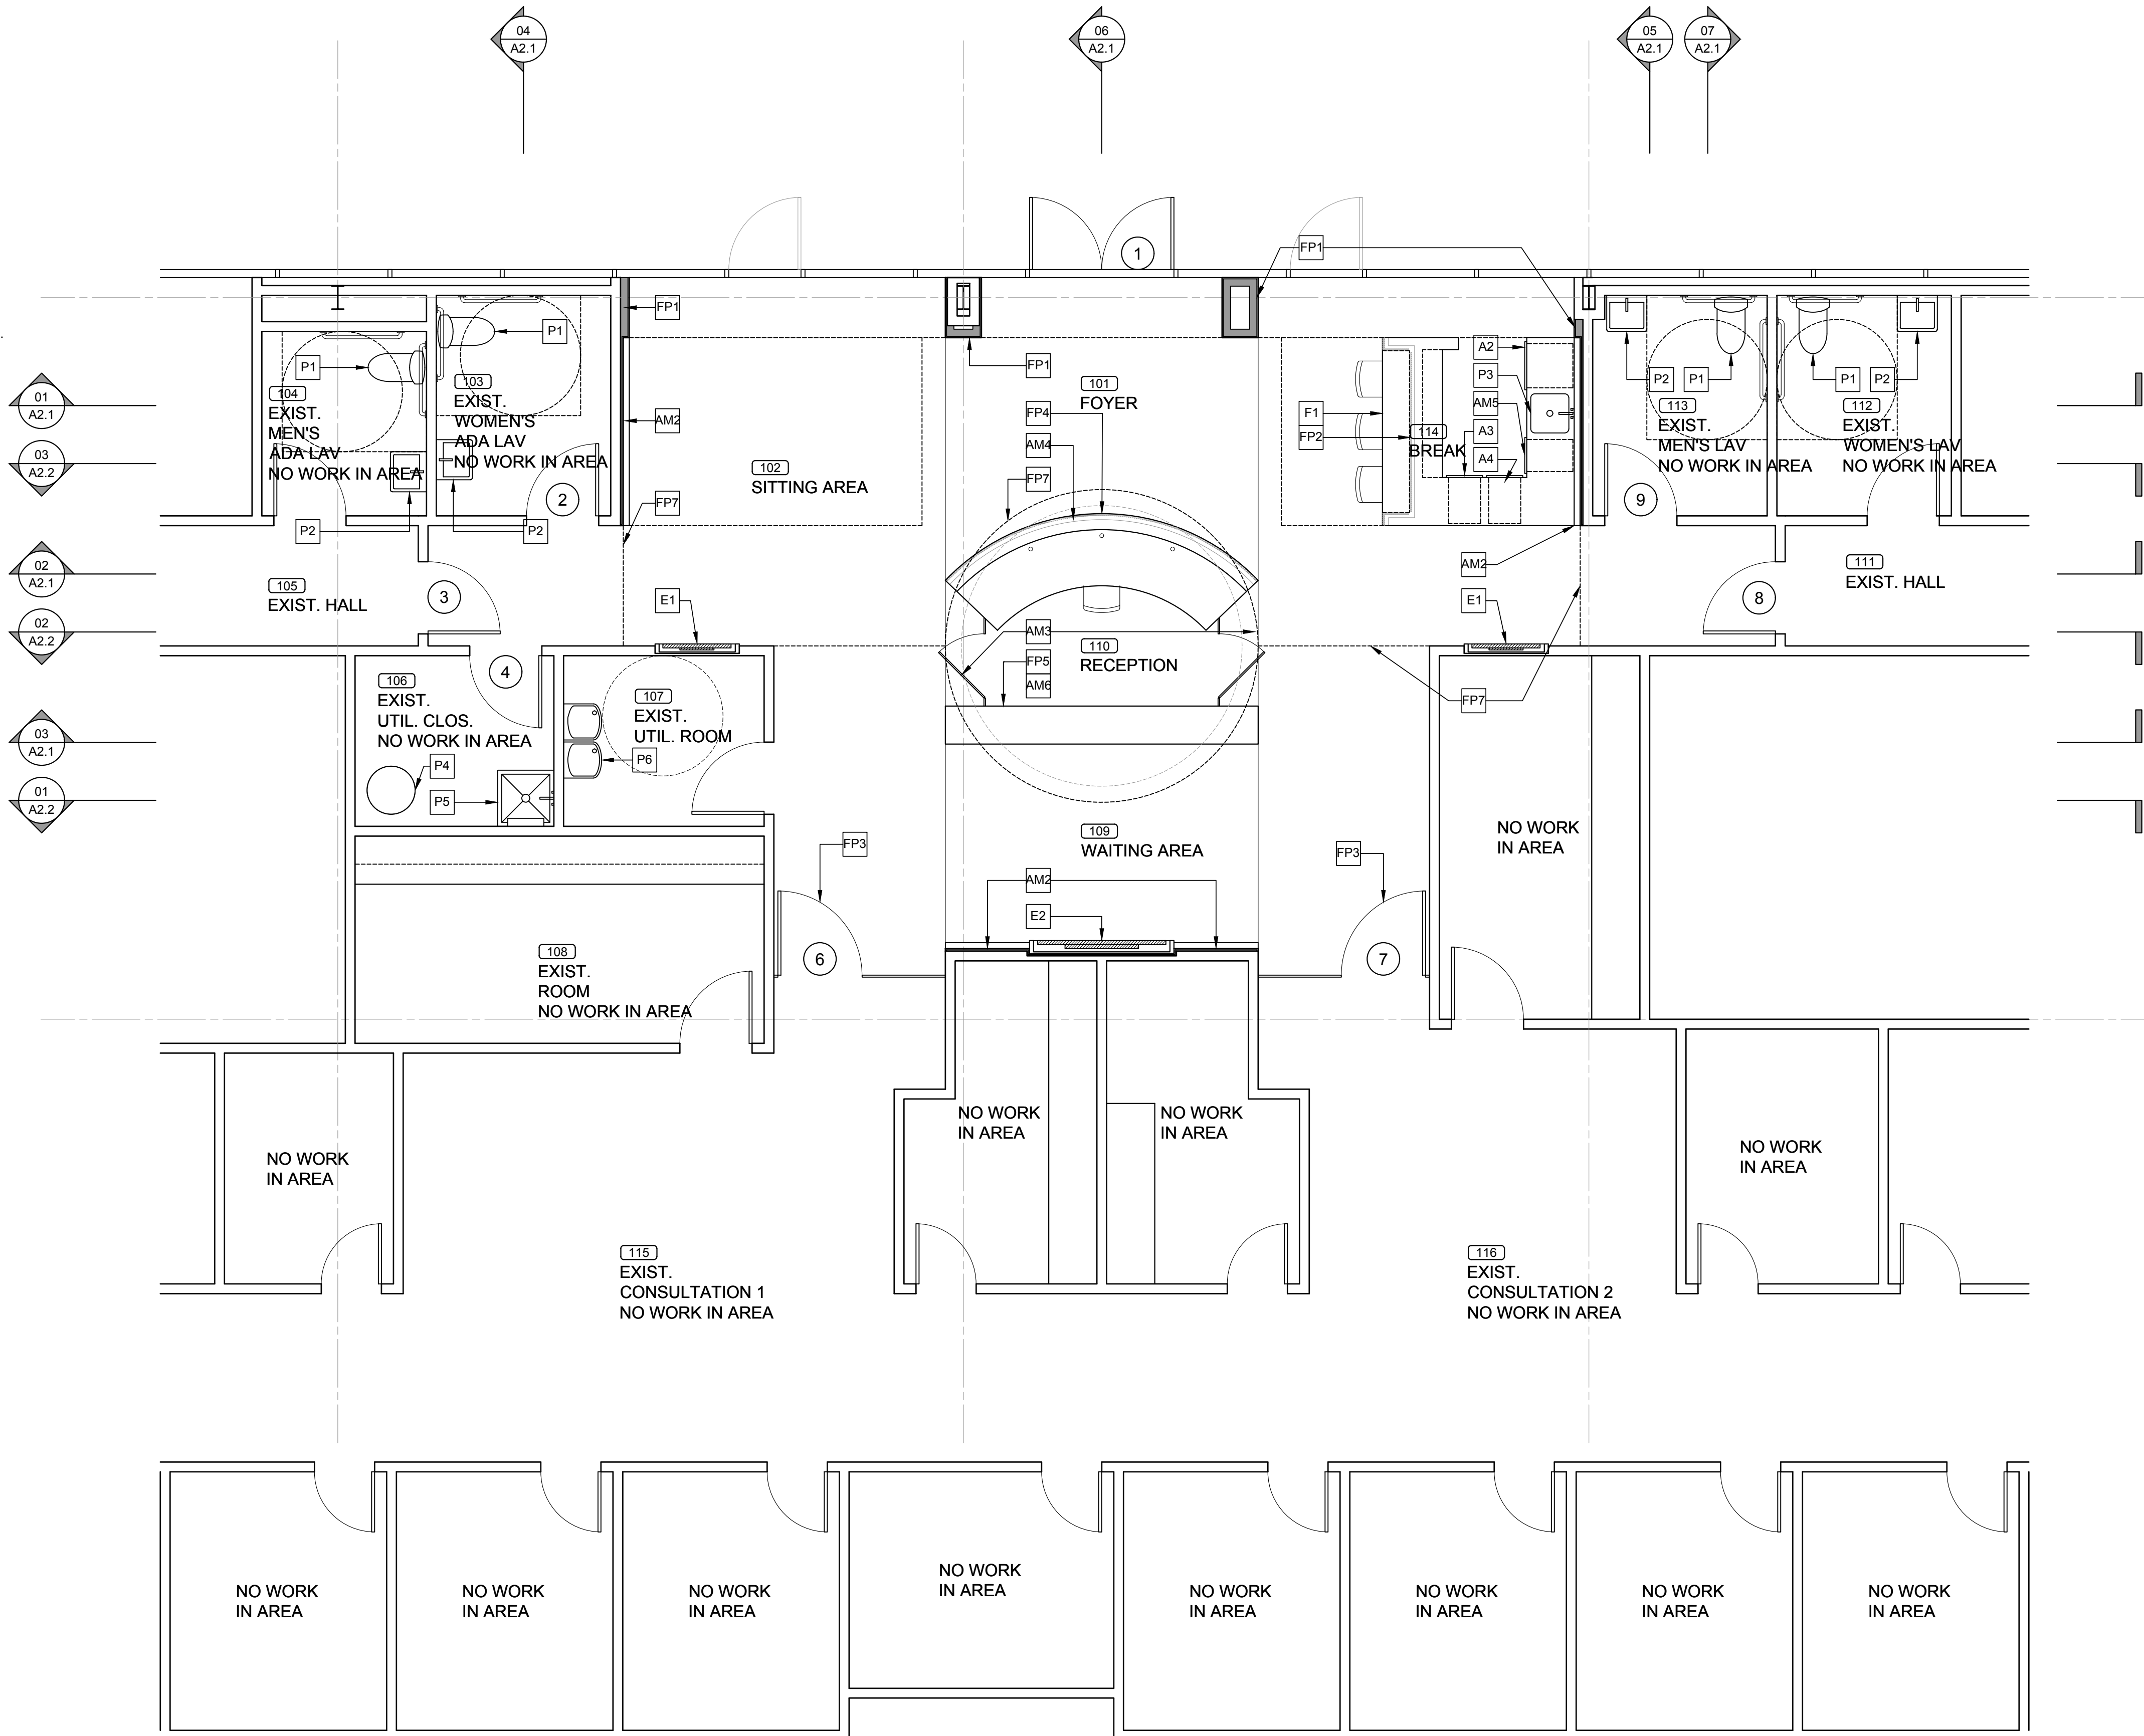 04
A2.1
06
A2.1
05
A2.1
07
A2.1
1
FP1
FP1
P1
P1
FP1
A2
P3
P2
P1
P1
P2
01
A2.1
104
EXIST.
MEN'S
ADA LAV
NO WORK IN AREA
103
EXIST.
WOMEN'S
ADA LAV
NO WORK IN AREA
AM2
101
FOYER
FP4
AM4
FP7
F1
FP2
114
BREAK
AM5
A3
A4
113
EXIST.
MEN'S LAV
NO WORK IN AREA
112
EXIST.
WOMEN'S LAV
NO WORK IN AREA
03
A2.2
102
SITTING AREA
2
FP7
9
P2
P2
02
A2.1
105
EXIST. HALL
3
E1
AM2
E1
8
111
EXIST. HALL
02
A2.2
AM3
FP5
AM6
110
RECEPTION
4
106
EXIST.
UTIL. CLOS.
NO WORK IN AREA
107
EXIST.
UTIL. ROOM
FP7
03
A2.1
P4
P6
01
A2.2
P5
FP3
109
WAITING AREA
FP3
NO WORK
IN AREA
AM2
E2
108
EXIST.
ROOM
NO WORK IN AREA
6
7
NO WORK
IN AREA
NO WORK
IN AREA
NO WORK
IN AREA
NO WORK
IN AREA
115
EXIST.
CONSULTATION 1
NO WORK IN AREA
116
EXIST.
CONSULTATION 2
NO WORK IN AREA
NO WORK
IN AREA
NO WORK
IN AREA
NO WORK
IN AREA
NO WORK
IN AREA
NO WORK
IN AREA
NO WORK
IN AREA
NO WORK
IN AREA
NO WORK
IN AREA